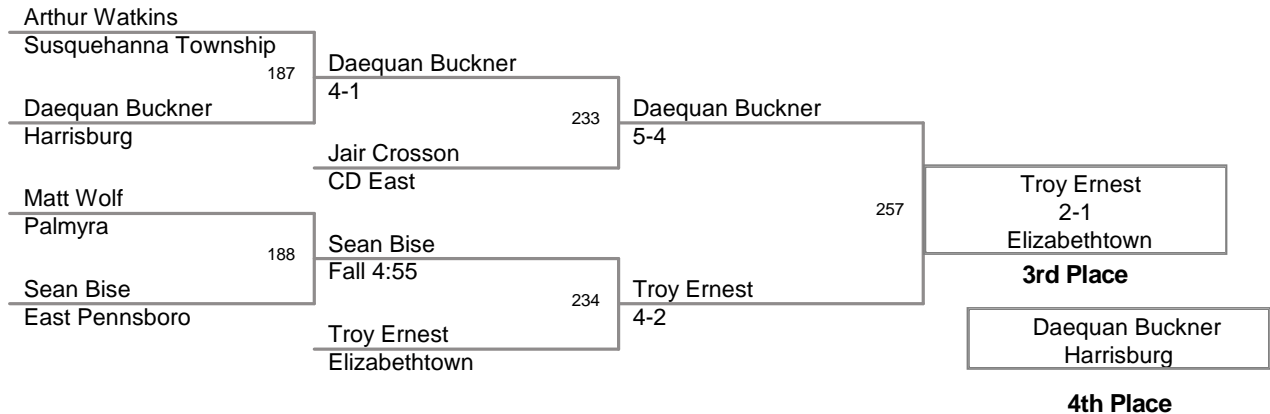 Arthur Watkins
Susquehanna Township
187
Daequan Buckner
Harrisburg
Daequan Buckner
4-1
233
Jair Crosson
CD East
Daequan Buckner
5-4
Matt Wolf
Palmyra
188
Sean Bise
East Pennsboro
Sean Bise
Fall 4:55
234
Troy Ernest
Elizabethtown
Troy Ernest
4-2
257
Troy Ernest
2-1
Elizabethtown
3rd Place
Daequan Buckner
Harrisburg
4th Place